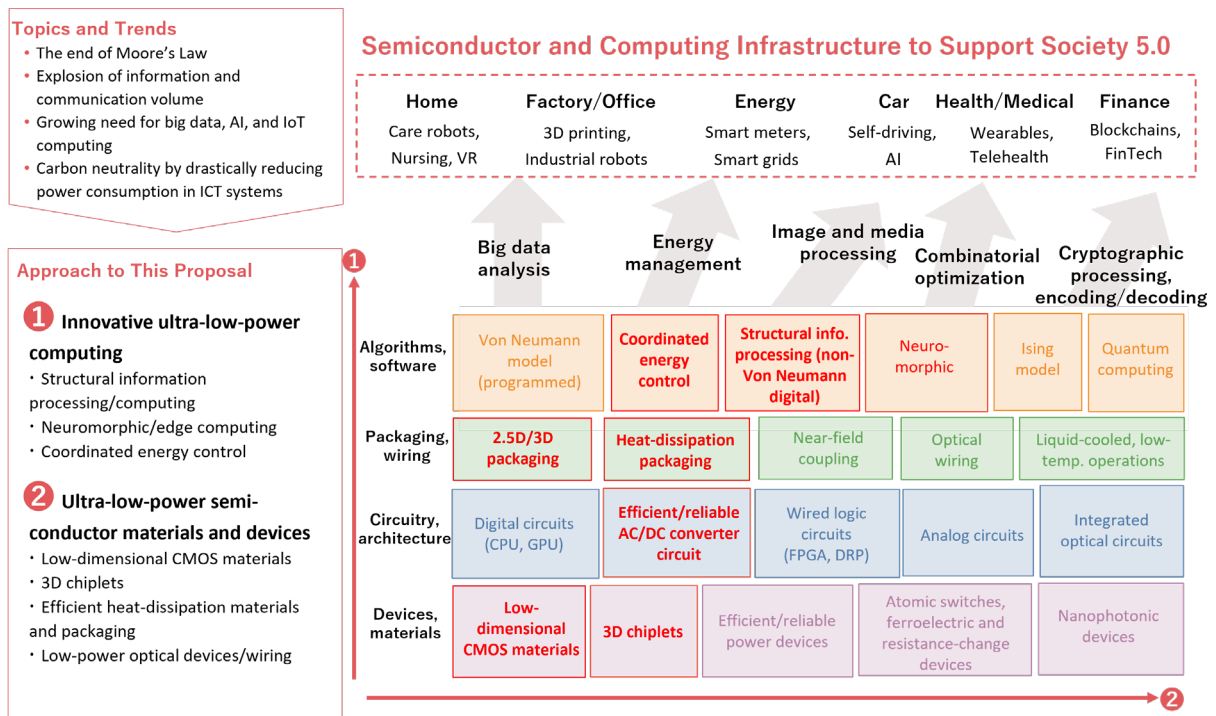 Topics and Trends
• The end of Moore’s Law
• Explosion of information and
communication volume
• Growing need for big data, AI, and IoT
computing
• Carbon neutrality by drastically reducing
power consumption in ICT systems
Approach to This Proposal
1 Innovative ultra-low-power
computing
・Structural information
processing/computing
・Neuromorphic/edge computing
・Coordinated energy control
2 Ultra-low-power semi-
conductor materials and devices
・Low-dimensional CMOS materials
・3D chiplets
・Efficient heat-dissipation materials
and packaging
・Low-power optical devices/wiring
Semiconductor and Computing Infrastructure to Support Society 5.0
Home
Care robots,
Nursing, VR
Factory/Office
3D printing,
Industrial robots
Energy
Smart meters,
Smart grids
Car
Self-driving,
AI
Health/Medical
Wearables,
Telehealth
Finance
Blockchains,
FinTech
Big data
analysis
Energy
management
Image and media
processing
Combinatorial
optimization
Cryptographic
processing,
encoding/decoding
1
Algorithms,
software
Von Neumann
model
(programmed)
Coordinated
energy
control
Structural info.
processing (non-
Von Neumann
digital)
Neuro-
morphic
Ising
model
Quantum
computing
Packaging,
wiring
2.5D/3D
packaging
Heat-dissipation
packaging
Near-field
coupling
Optical
wiring
Liquid-cooled, low-
temp. operations
Circuitry,
architecture
Digital circuits
(CPU, GPU)
Efficient/reliable
AC/DC converter
circuit
Wired logic
circuits
(FPGA, DRP)
Analog circuits
Integrated
optical circuits
Devices,
materials
Low-
dimensional
CMOS materials
3D chiplets
Efficient/reliable
power devices
Atomic switches,
ferroelectric and
resistance-change
devices
Nanophotonic
devices
2